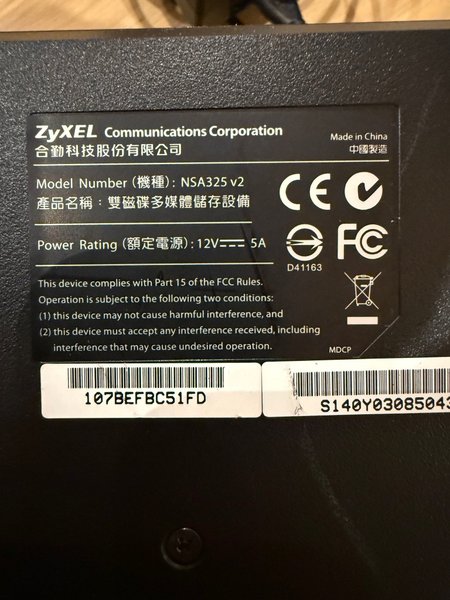 ZyXEL Communications Corporation
合勤科技股份有限公司
Made in China
中國製造
Model Number (機種): NSA325 v2
產品名稱：雙磁碟多媒體儲存設備
Power Rating (額定電源): 12V⎓ 5A
CE
FC
D41163
This device complies with Part 15 of the FCC Rules.
Operation is subject to the following two conditions:
(1) this device may not cause harmful interference, and
(2) this device must accept any interference received, including
interference that may cause undesired operation.
MDCP
107BEFBC51FD
S140Y03085043